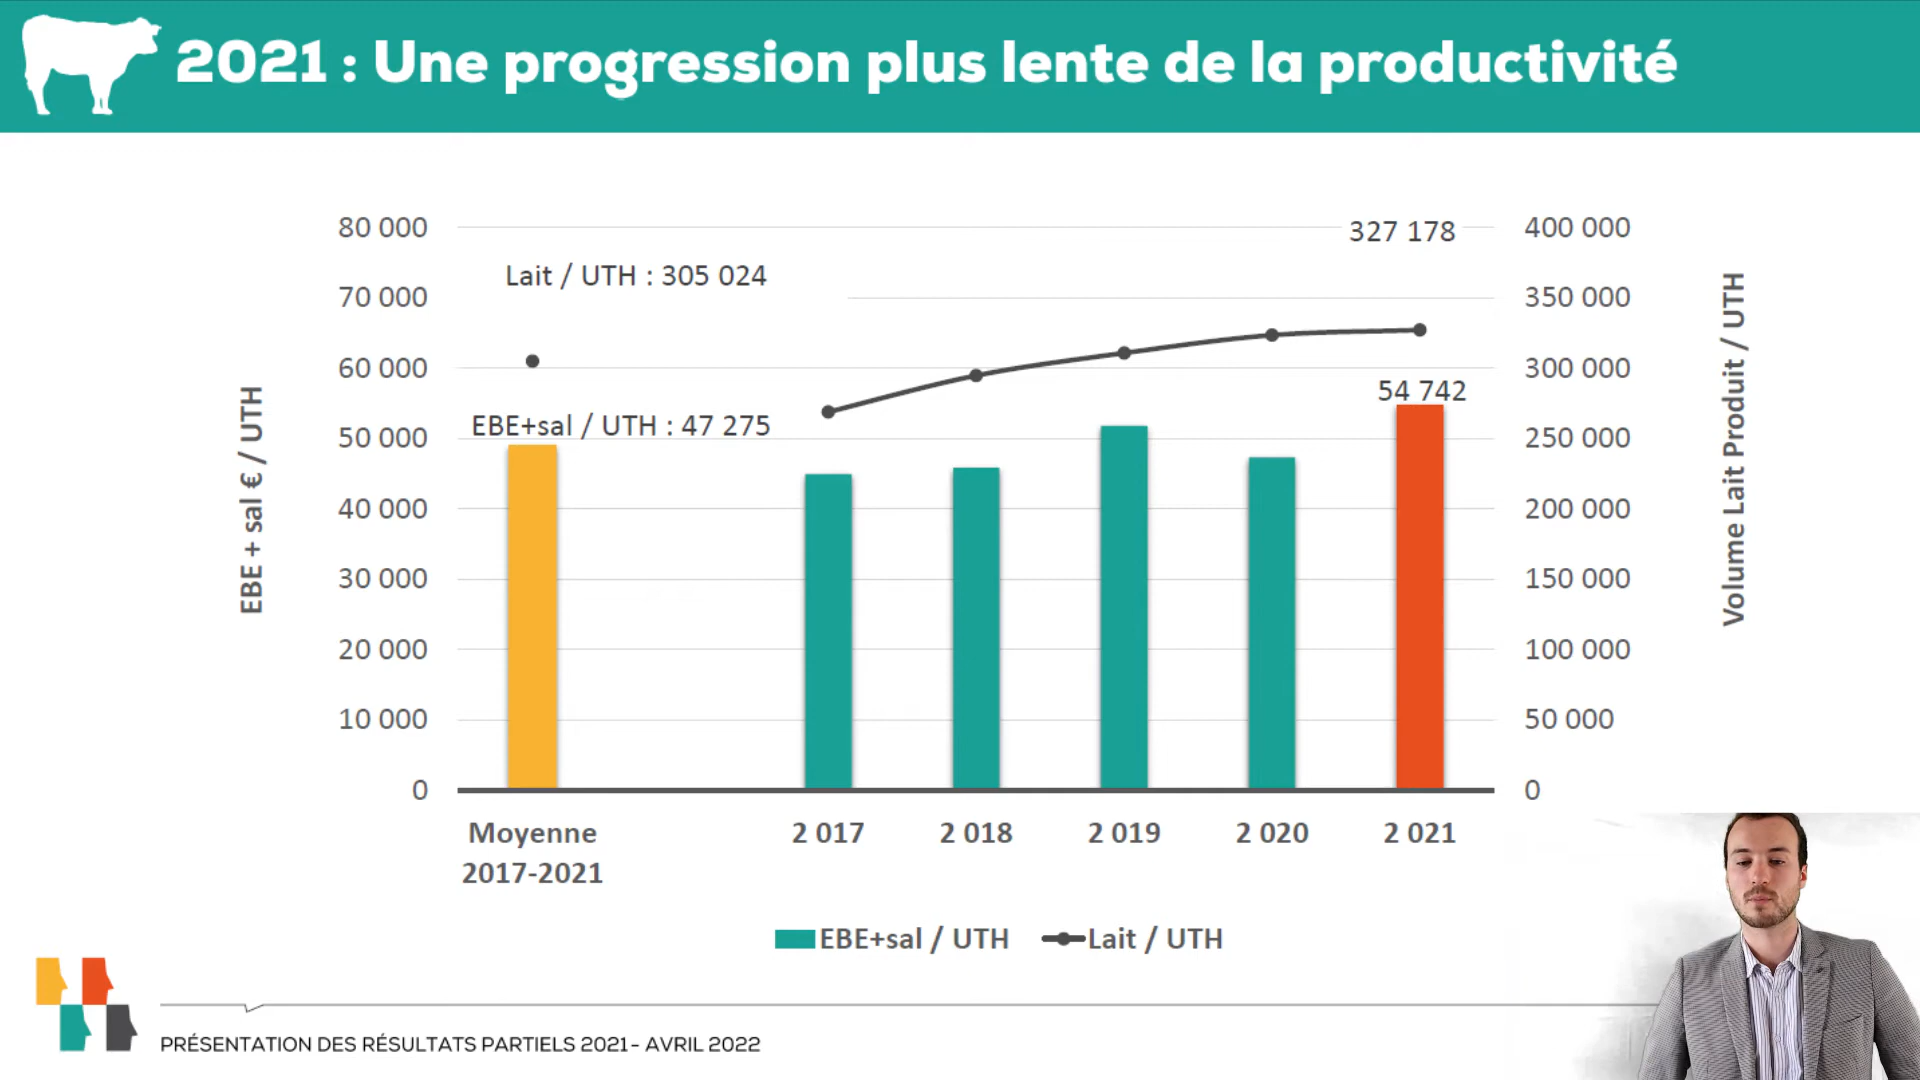 2021 : Une progression plus lente de la productivité
80 000
70 000
60 000
50 000
40 000
30 000
20 000
10 000
0
EBE + sal € / UTH
Lait / UTH : 305 024
EBE+sal / UTH : 47 275
327 178
54 742
400 000
350 000
300 000
250 000
200 000
150 000
100 000
50 000
0
Volume Lait Produit / UTH
Moyenne
2017-2021
2 017
2 018
2 019
2 020
2 021
EBE+sal / UTH
Lait / UTH
PRÉSENTATION DES RÉSULTATS PARTIELS 2021- AVRIL 2022